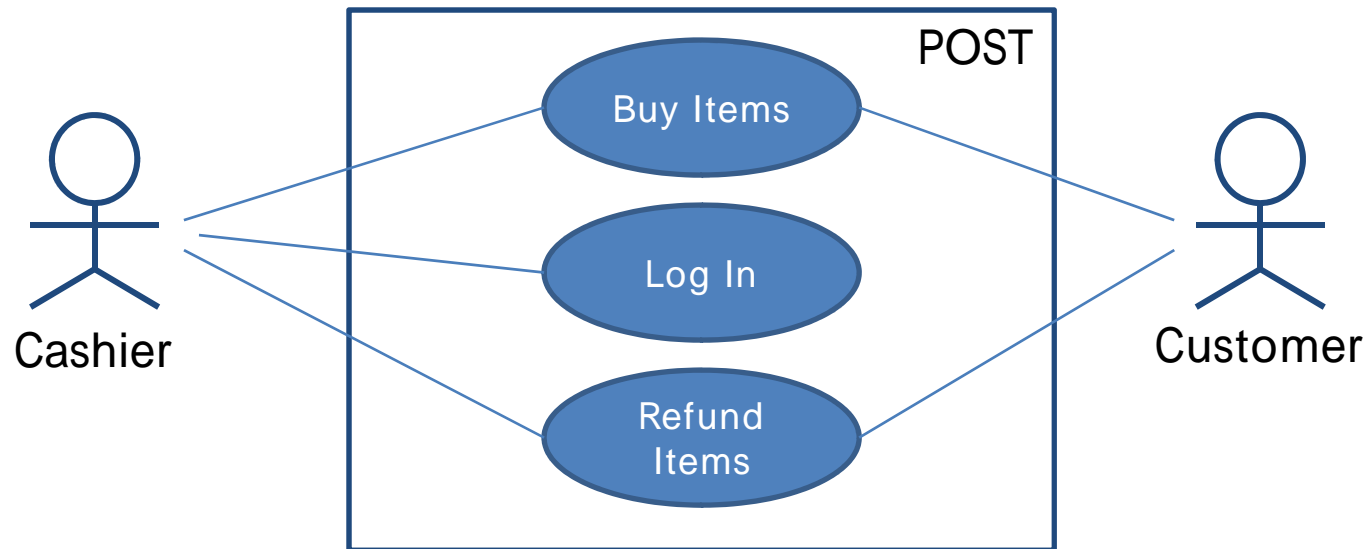 POST
Buy Items
Log In
Cashier
Customer
Refund
Items